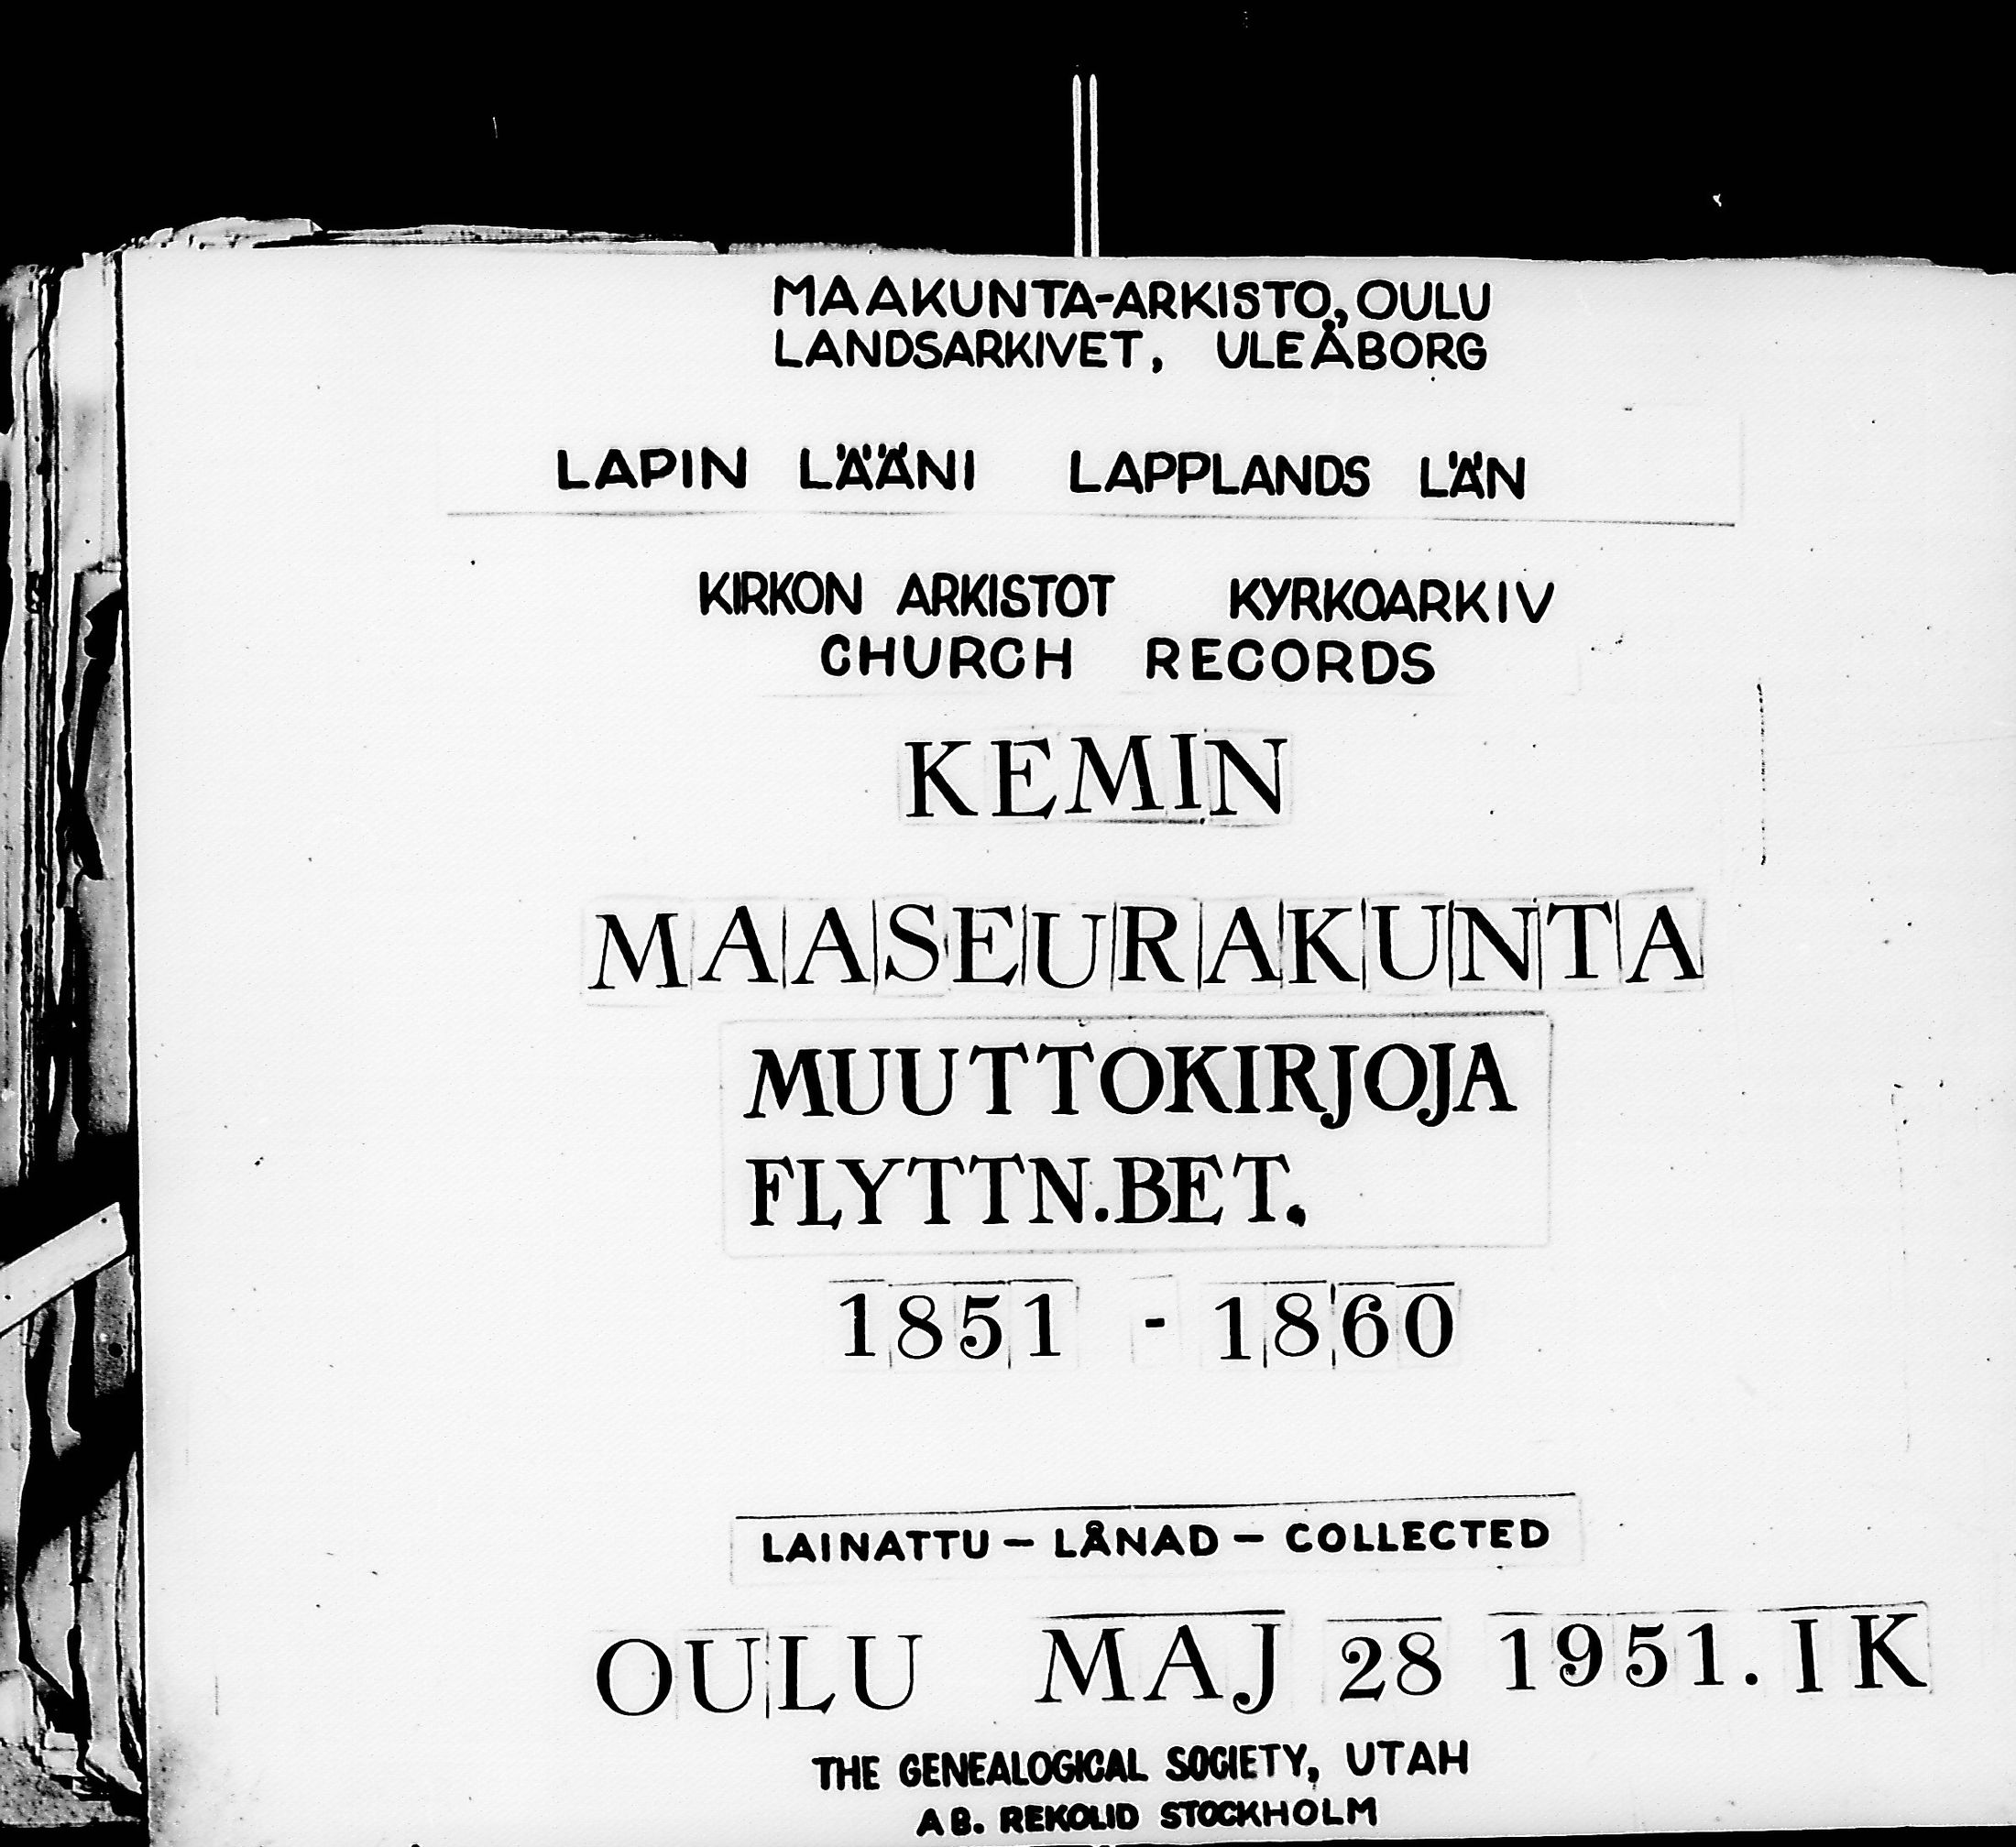 MAAKUNTA-ARKISTO, OULU
LANDSARKIVET, ULEÅBORG
LAPIN LÄÄNI LAPPLANDS LÄN
KIRKON ARKISTOT KYRKOARKIV
CHURCH RECORDS
KEMIN
MAASEURAKUNTA
MUUTTOKIRJOJA
FLYTTN.BET.
1851 - 1860
LAINATTU - LÅNAD - COLLECTED
OULU MAJ 28 1951. IK
THE GENEALOGICAL SOCIETY, UTAH
AB. REKOLID STOCKHOLM